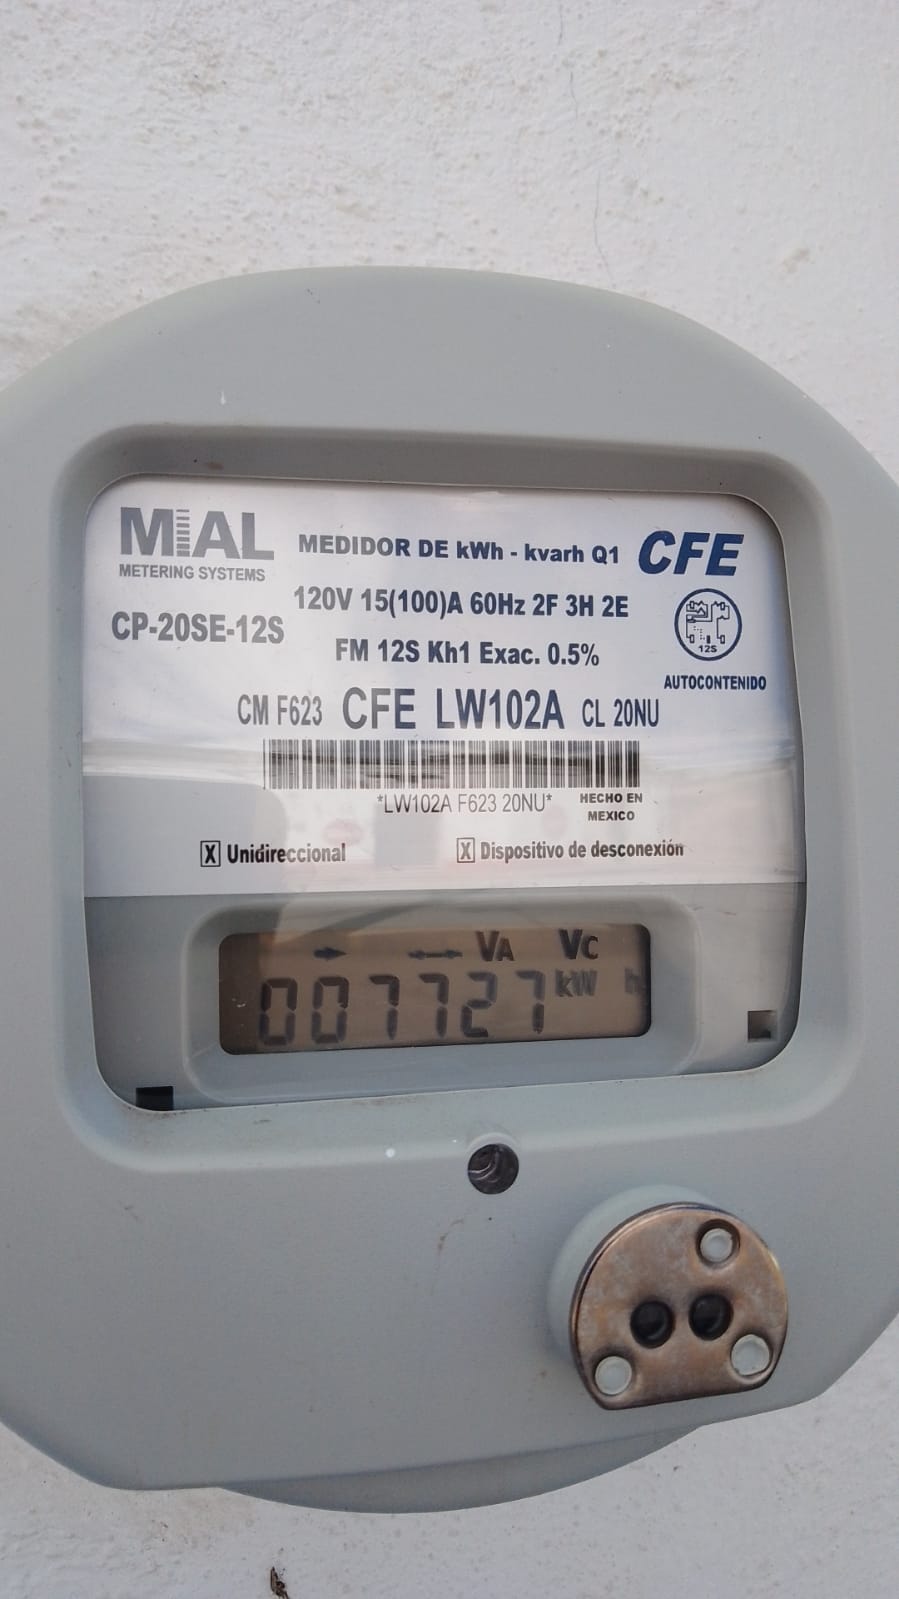 MIAL
METERING SYSTEMS
MEDIDOR DE kWh - kvarh Q1
CFE
120V 15(100)A 60Hz 2F 3H 2E
CP-20SE-12S
FM 12S Kh1 Exac. 0.5%
12S
AUTOCONTENIDO
CM F623 CFE LW102A CL 20NU
*LW102A F623 20NU*
HECHO EN
MEXICO
X Unidireccional
X Dispositivo de desconexión
VA VC
007727 kW h